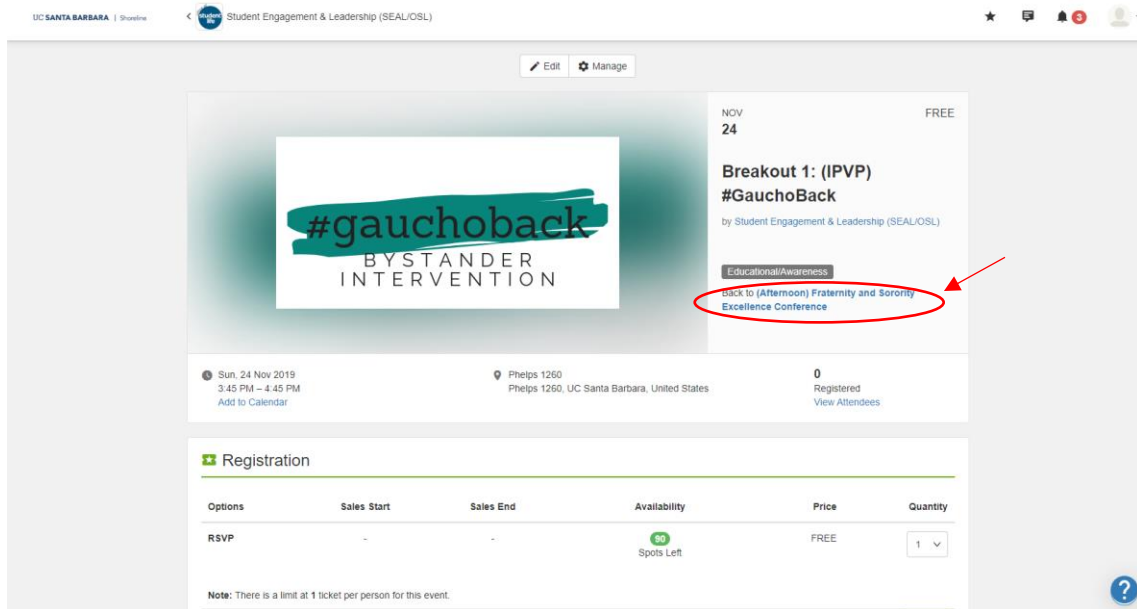 UC SANTA BARBARA | Shoreline
student life
Student Engagement & Leadership (SEAL/OSL)
3
Edit
Manage
#gauchoback
BYSTANDER
INTERVENTION
NOV
FREE
24
Breakout 1: (IPVP)
#GauchoBack
by Student Engagement & Leadership (SEAL/OSL)
Educational/Awareness
Back to (Afternoon) Fraternity and Sorority
Excellence Conference
Sun, 24 Nov 2019
3:45 PM – 4:45 PM
Add to Calendar
Phelps 1260
Phelps 1260, UC Santa Barbara, United States
0
Registered
View Attendees
Registration
Options Sales Start Sales End Availability Price Quantity
RSVP - - 90 FREE 1
Spots Left
Note: There is a limit at 1 ticket per person for this event.
?